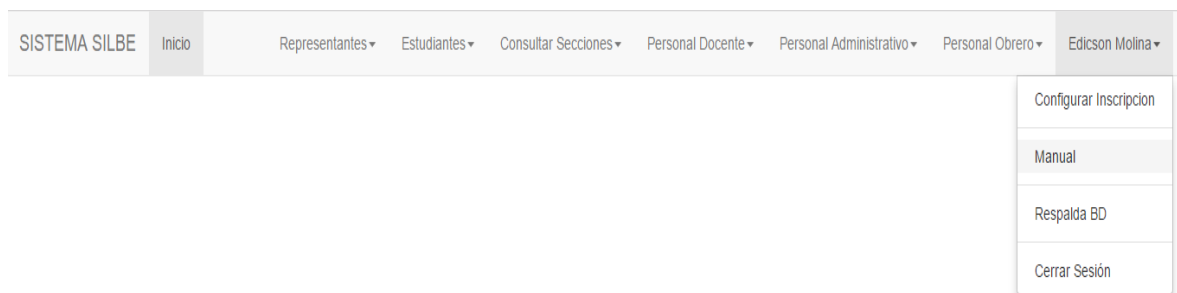 SISTEMA SILBE Inicio Representantes Estudiantes Consultar Secciones Personal Docente Personal Administrativo Personal Obrero Edicson Molina
Configurar Inscripcion
Manual
Respalda BD
Cerrar Sesión